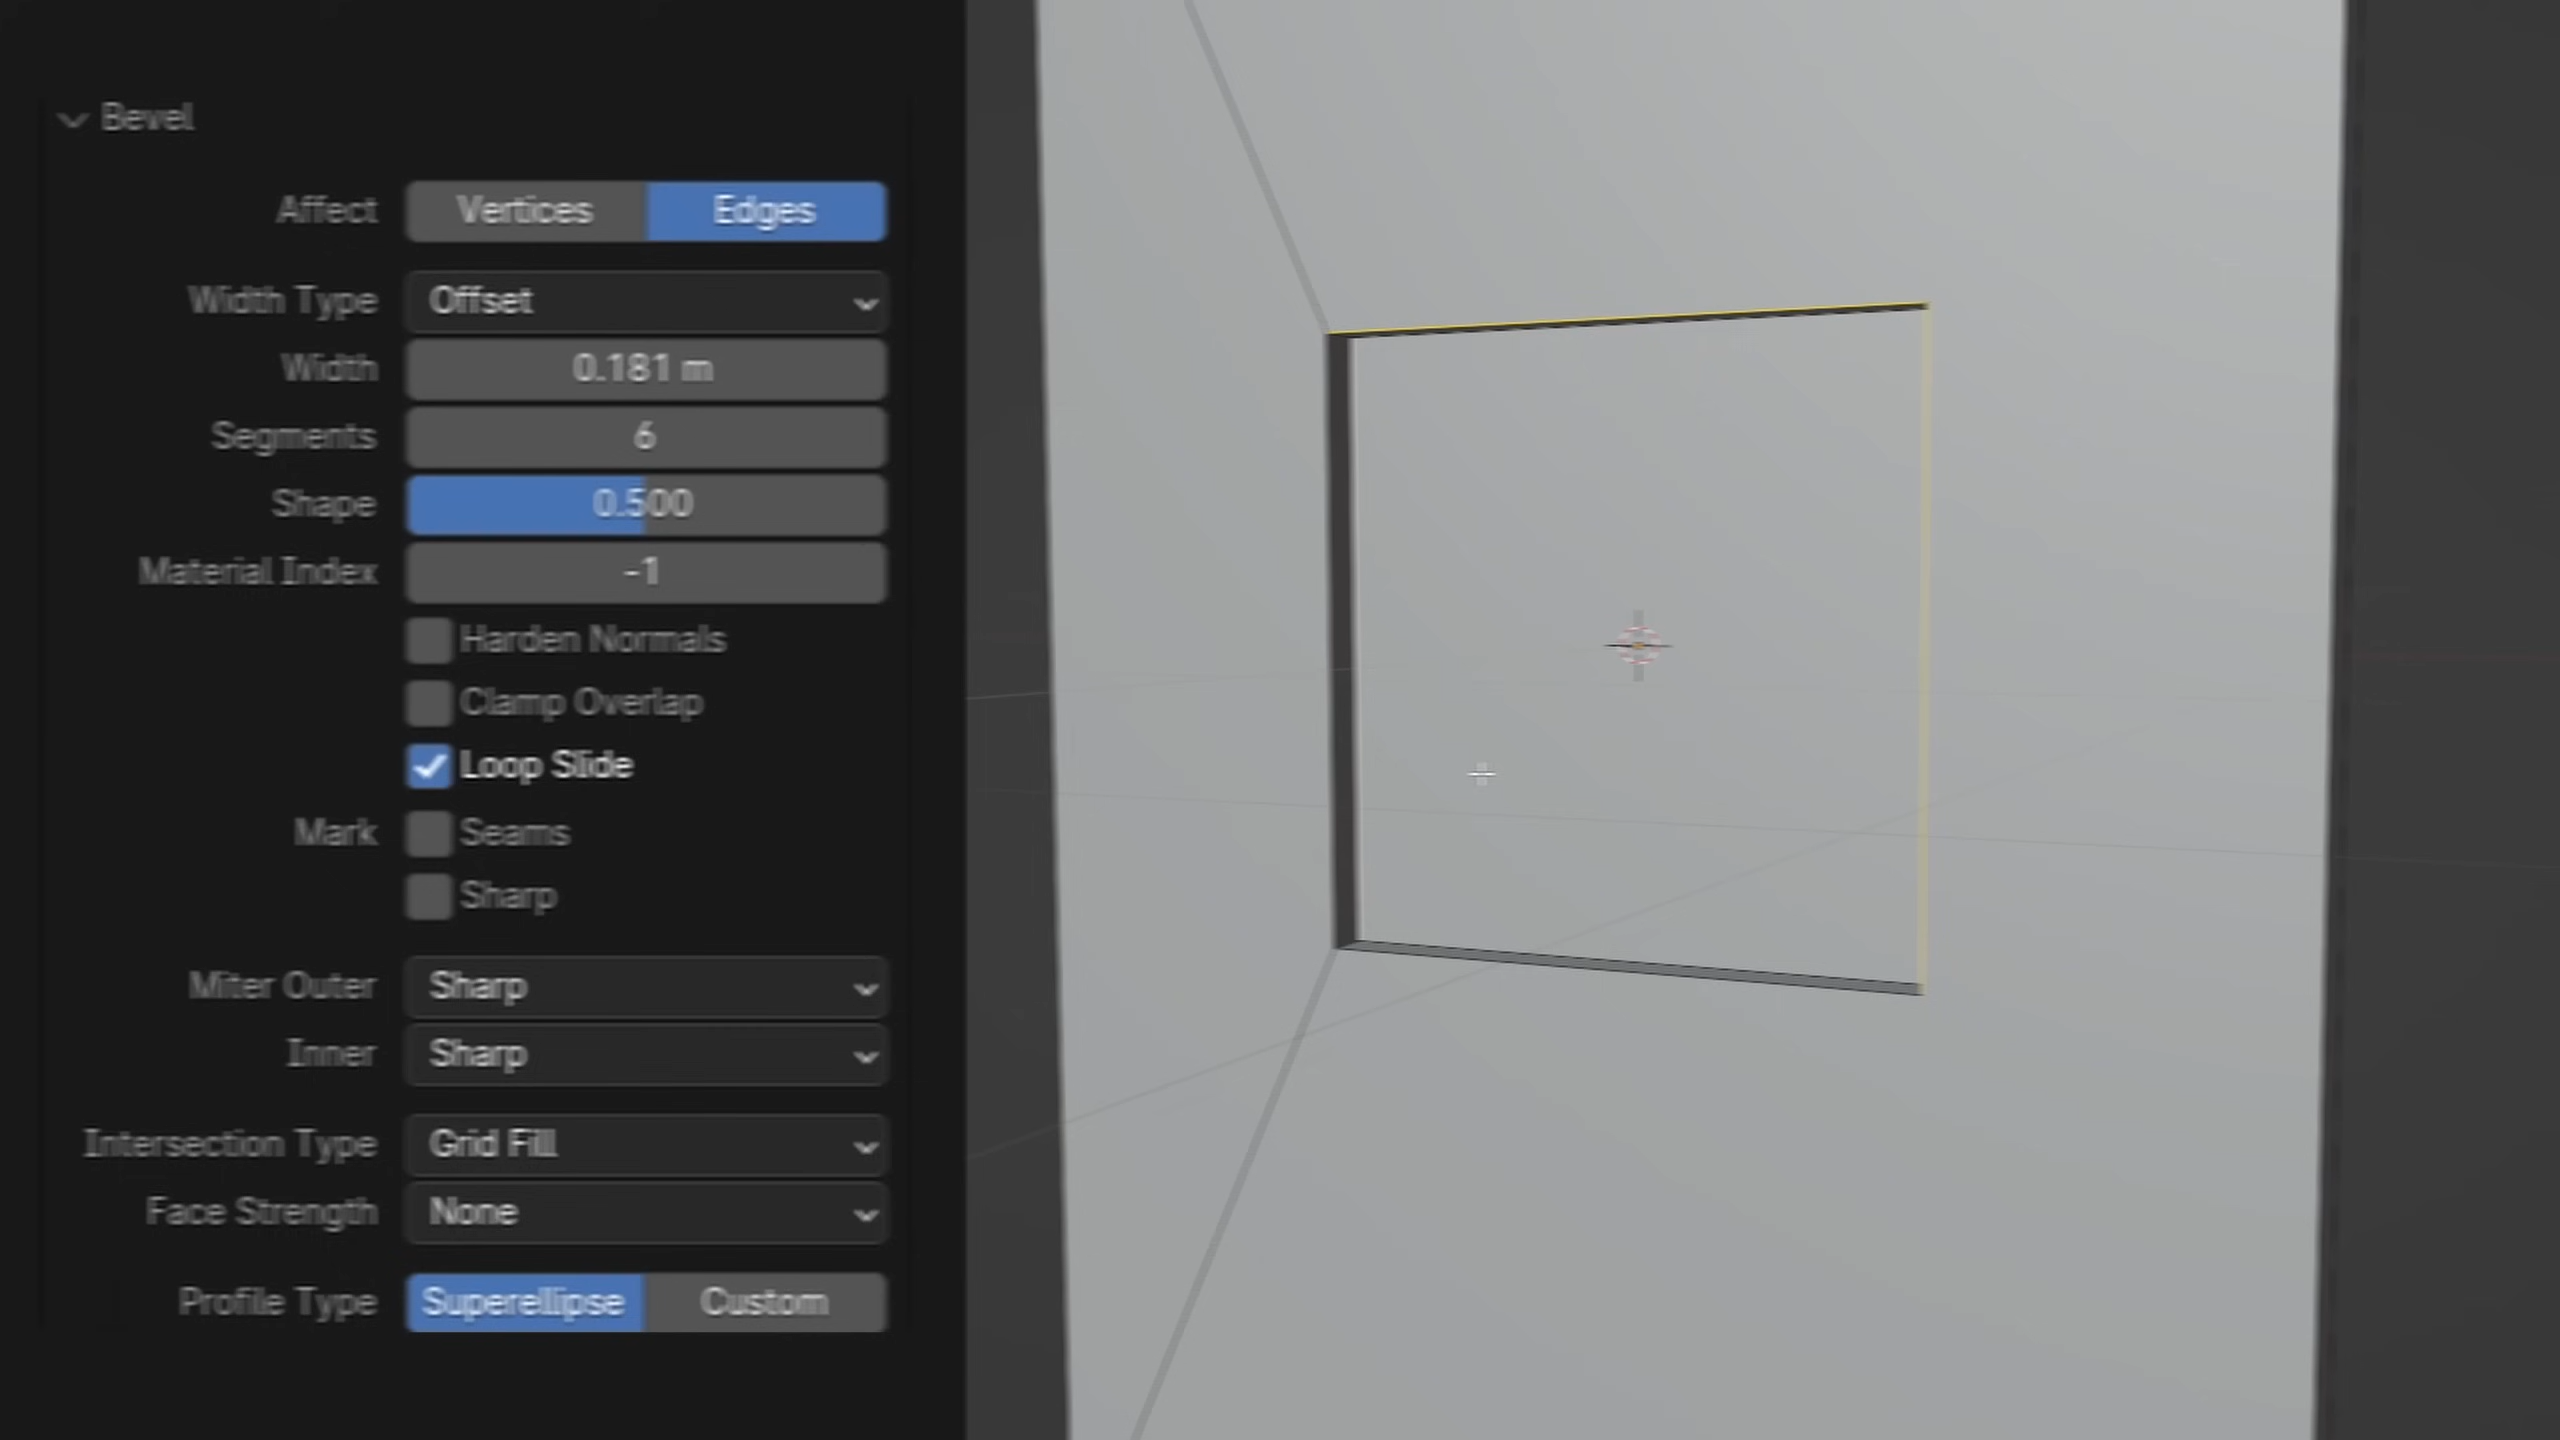 Bevel
Affect Vertices Edges
Width Type Offset
Width 0.181 m
Segments 6
Shape 0.500
Material Index -1
Harden Normals
Clamp Overlap
Loop Slide
Mark Seams
Sharp
Miter Outer Sharp
Inner Sharp
Intersection Type Grid Fill
Face Strength None
Profile Type Superellipse Custom